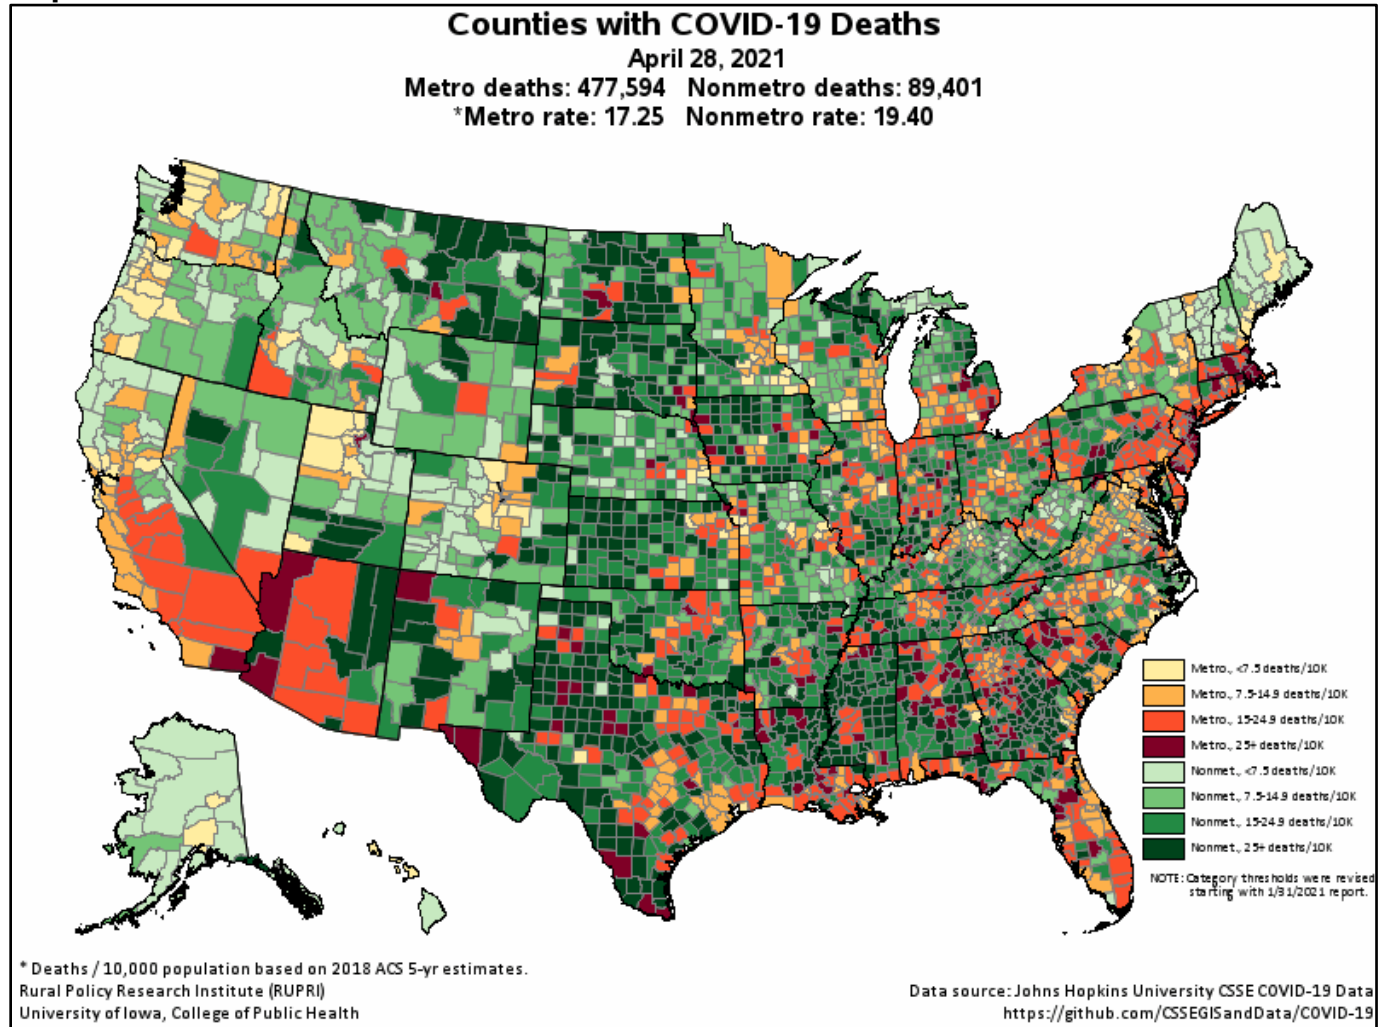 Counties with COVID-19 Deaths
April 28, 2021
Metro deaths: 477,594 Nonmetro deaths: 89,401
*Metro rate: 17.25 Nonmetro rate: 19.40
Metro., <7.5 deaths/10K
Metro., 7.5-14.9 deaths/10K
Metro., 15-24.9 deaths/10K
Metro., 25+ deaths/10K
Nonmet., <7.5 deaths/10K
Nonmet., 7.5-14.9 deaths/10K
Nonmet., 15-24.9 deaths/10K
Nonmet., 25+ deaths/10K
NOTE: Category thresholds were revised
starting with 1/31/2021 report.
* Deaths / 10,000 population based on 2018 ACS 5-yr estimates.
Rural Policy Research Institute (RUPRI)
University of Iowa, College of Public Health
Data source: Johns Hopkins University CSSE COVID-19 Data
https://github.com/CSSEGISandData/COVID-19